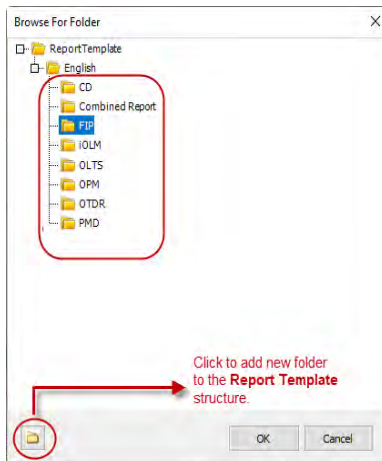 Browse For Folder
ReportTemplate
English
CD
Combined Report
FIP
iOLM
OLTS
OPM
OTDR
PMD
Click to add new folder
to the Report Template
structure.
OK Cancel